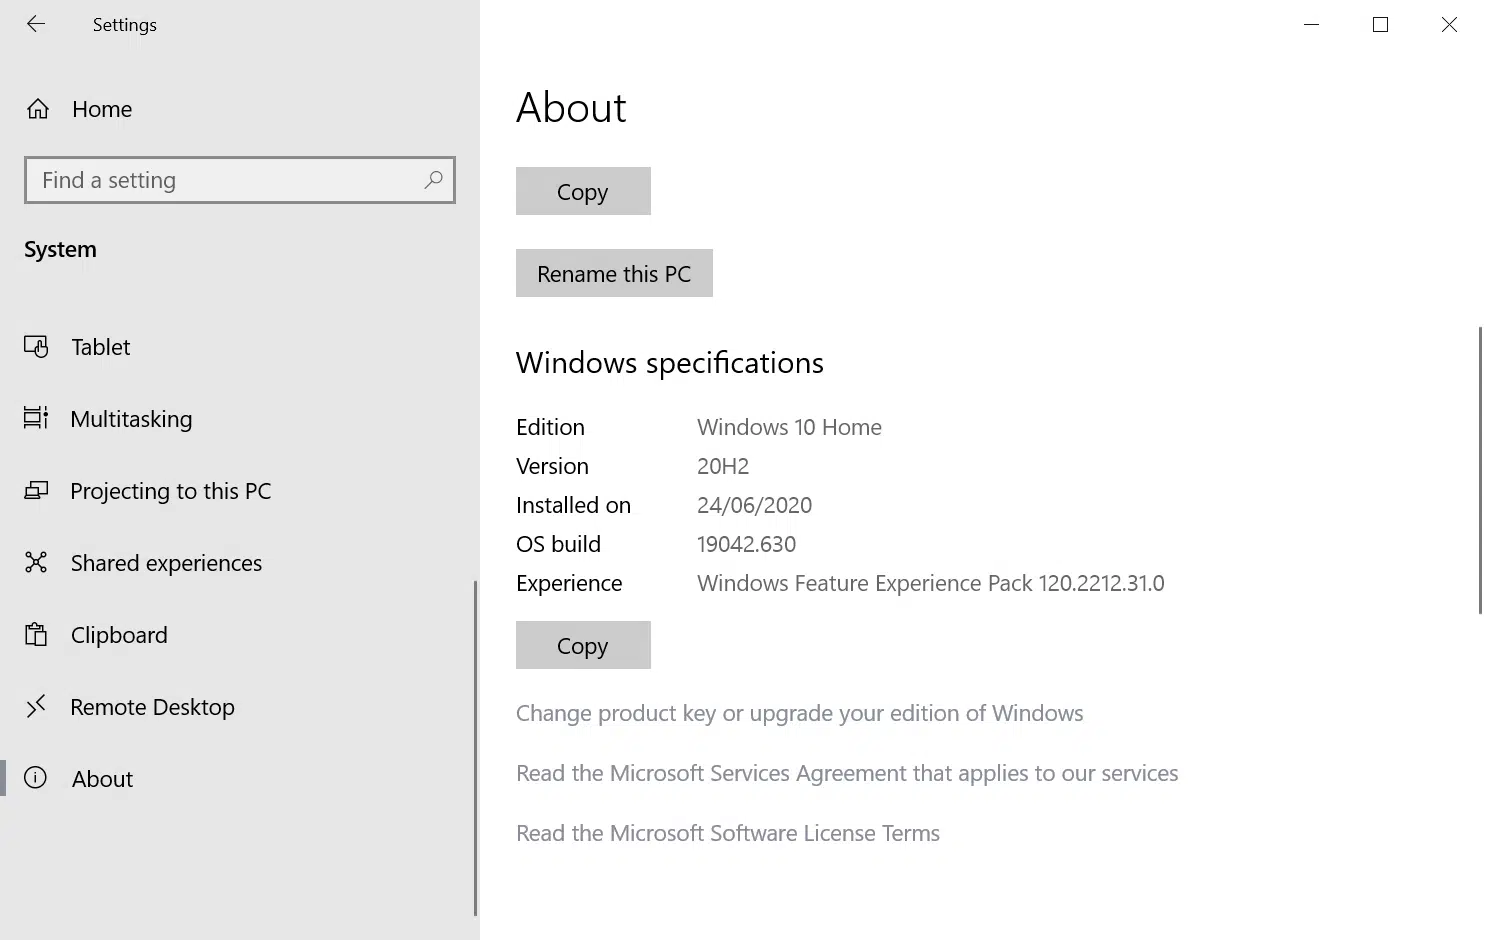 Settings
Home
Find a setting
System
Tablet
Multitasking
Projecting to this PC
Shared experiences
Clipboard
Remote Desktop
About
About
Copy
Rename this PC
Windows specifications
Edition Windows 10 Home
Version 20H2
Installed on 24/06/2020
OS build 19042.630
Experience Windows Feature Experience Pack 120.2212.31.0
Copy
Change product key or upgrade your edition of Windows
Read the Microsoft Services Agreement that applies to our services
Read the Microsoft Software License Terms